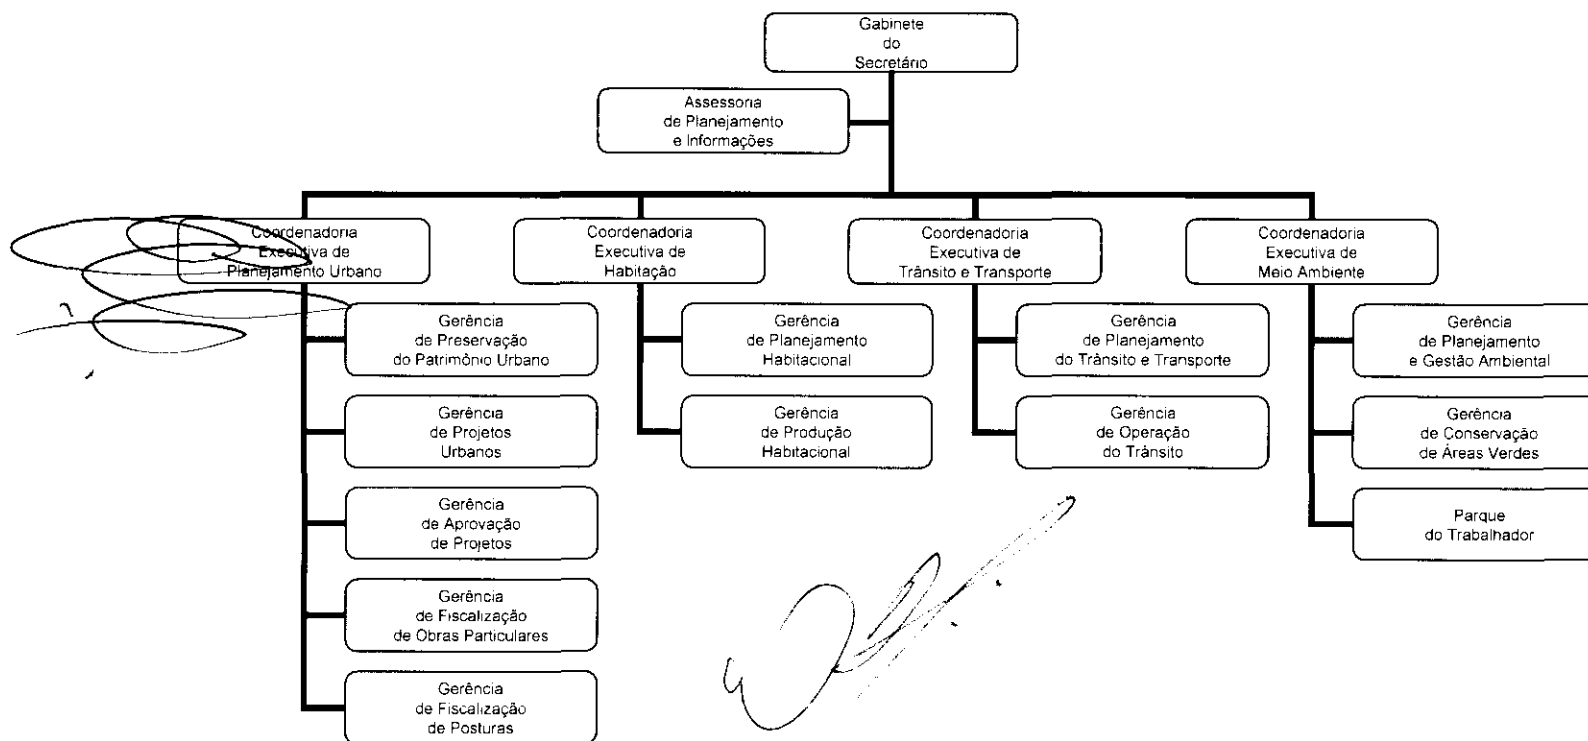 Gabinete
do
Secretário
Assessoria
de Planejamento
e Informações
Coordenadoria
Executiva de
Planejamento Urbano
Coordenadoria
Executiva de
Habitação
Coordenadoria
Executiva de
Trânsito e Transporte
Coordenadoria
Executiva de
Meio Ambiente
Gerência
de Preservação
do Patrimônio Urbano
Gerência
de Planejamento
Habitacional
Gerência
de Planejamento
do Trânsito e Transporte
Gerência
de Planejamento
e Gestão Ambiental
Gerência
de Projetos
Urbanos
Gerência
de Produção
Habitacional
Gerência
de Operação
do Trânsito
Gerência
de Conservação
de Áreas Verdes
Gerência
de Aprovação
de Projetos
Parque
do Trabalhador
Gerência
de Fiscalização
de Obras Particulares
Gerência
de Fiscalização
de Posturas